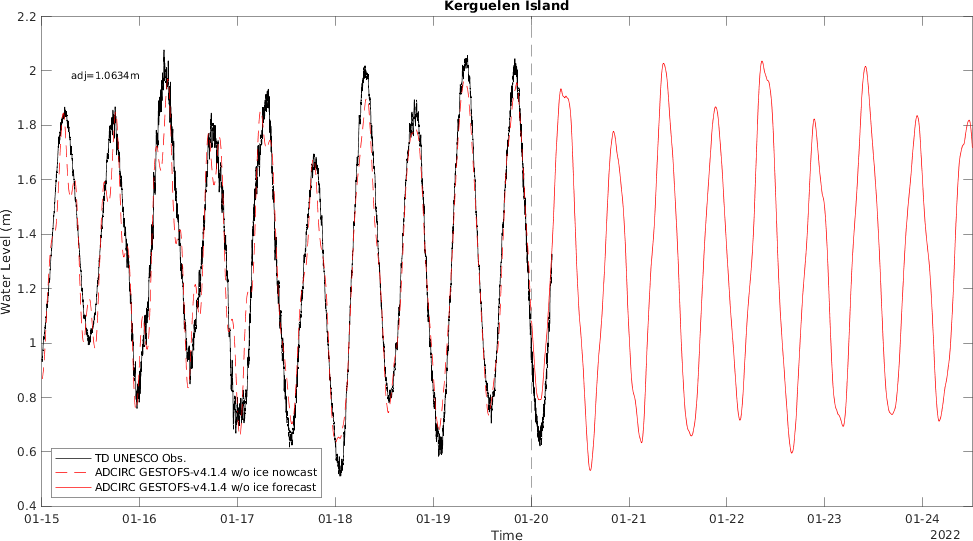 Kerguelen Island
2.2
2
1.8
1.6
1.4
1.2
1
0.8
0.6
0.4
Water Level (m)
adj=1.0634m
TD UNESCO Obs.
ADCIRC GESTOFS-v4.1.4 w/o ice nowcast
ADCIRC GESTOFS-v4.1.4 w/o ice forecast
01-15 01-16 01-17 01-18 01-19 01-20 01-21 01-22 01-23 01-24
Time
2022